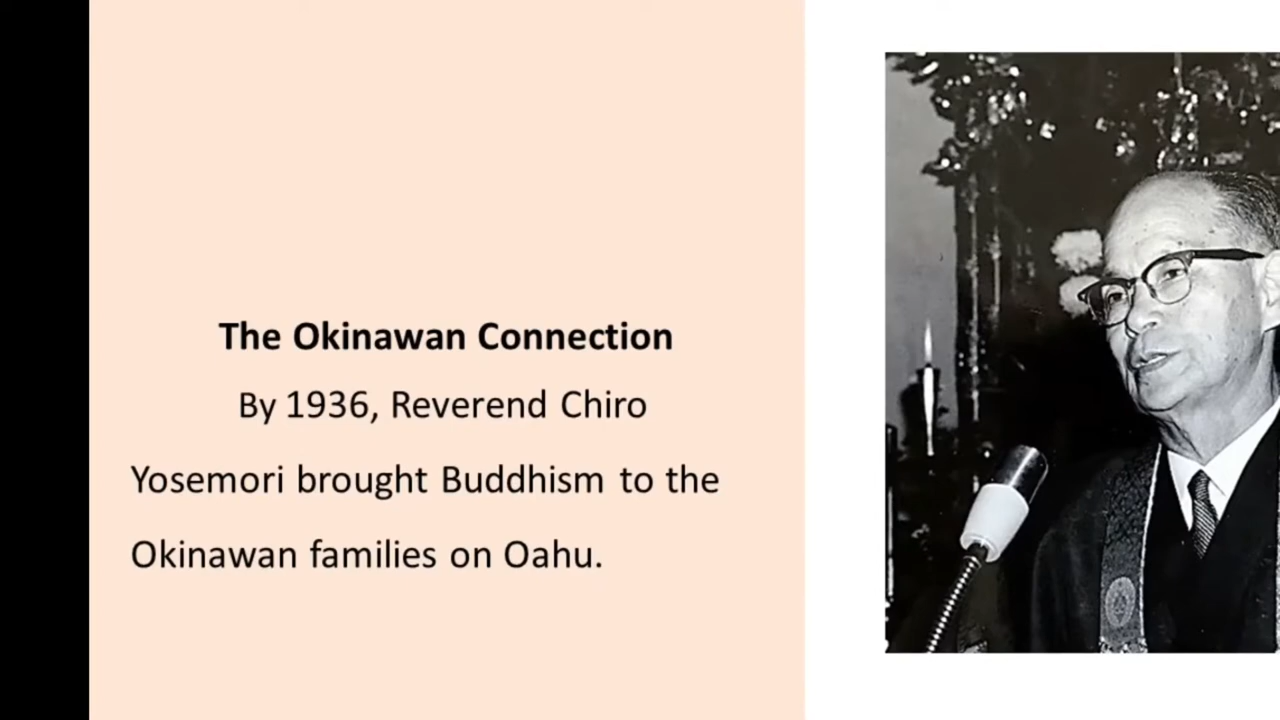 The Okinawan Connection
By 1936, Reverend Chiro
Yosemori brought Buddhism to the
Okinawan families on Oahu.